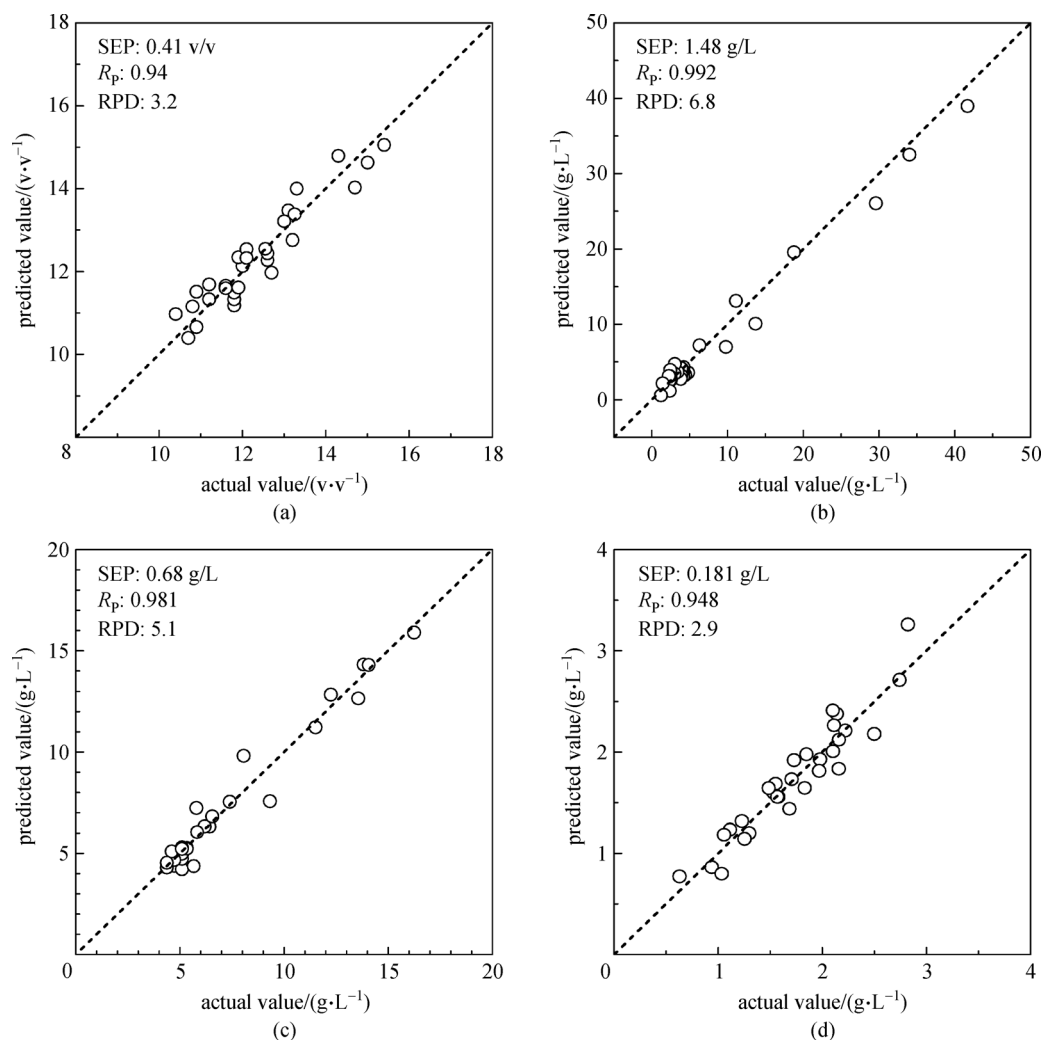 18
16
14
12
10
8
10
12
14
16
18
SEP: 0.41 v/v
Rₚ: 0.94
RPD: 3.2
predicted value/(v·v⁻¹)
actual value/(v·v⁻¹)
(a)
50
40
30
20
10
0
0
10
20
30
40
50
SEP: 1.48 g/L
Rₚ: 0.992
RPD: 6.8
predicted value/(g·L⁻¹)
actual value/(g·L⁻¹)
(b)
20
15
10
5
0
5
10
15
20
SEP: 0.68 g/L
Rₚ: 0.981
RPD: 5.1
predicted value/(g·L⁻¹)
actual value/(g·L⁻¹)
(c)
4
3
2
1
0
1
2
3
4
SEP: 0.181 g/L
Rₚ: 0.948
RPD: 2.9
predicted value/(g·L⁻¹)
actual value/(g·L⁻¹)
(d)